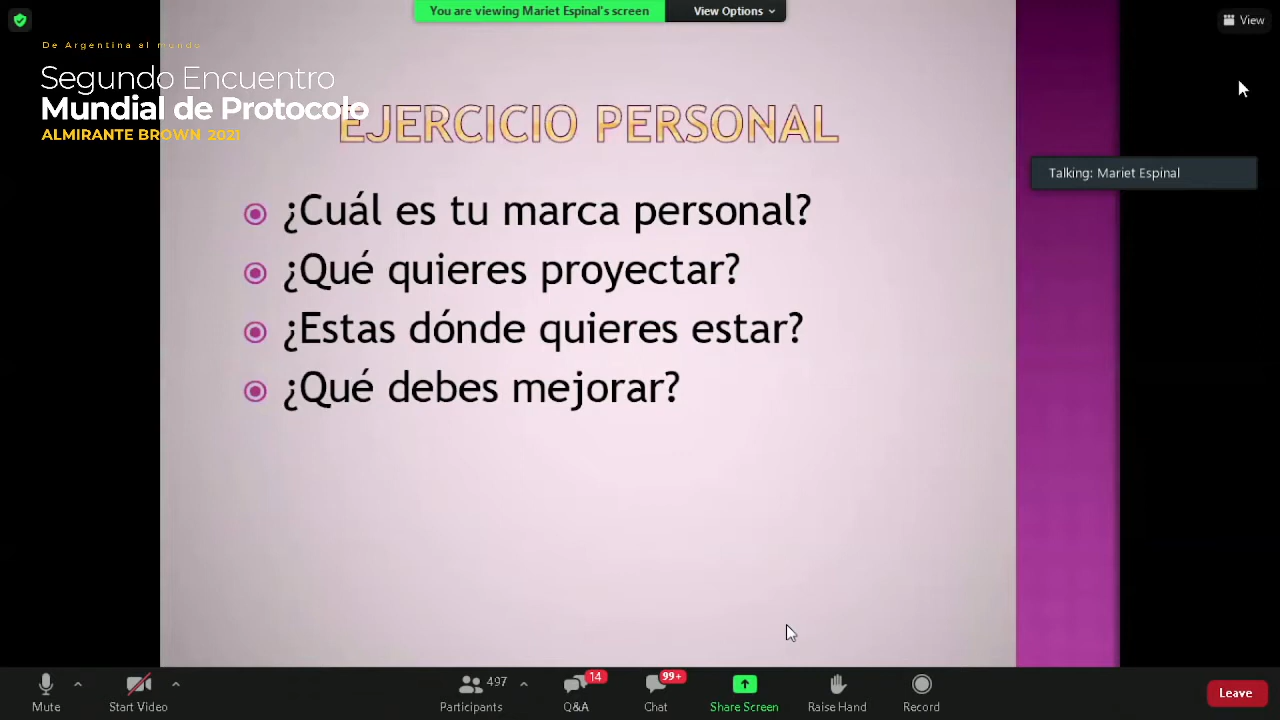 You are viewing Mariet Espinal's screen
View Options
View
De Argentina al mundo
Segundo Encuentro
Mundial de Protocolo
ALMIRANTE BROWN 2021
EJERCICIO PERSONAL
Talking: Mariet Espinal
¿Cuál es tu marca personal?
¿Qué quieres proyectar?
¿Estas dónde quieres estar?
¿Qué debes mejorar?
Mute
Start Video
497
Participants
14
Q&A
99+
Chat
Share Screen
Raise Hand
Record
Leave